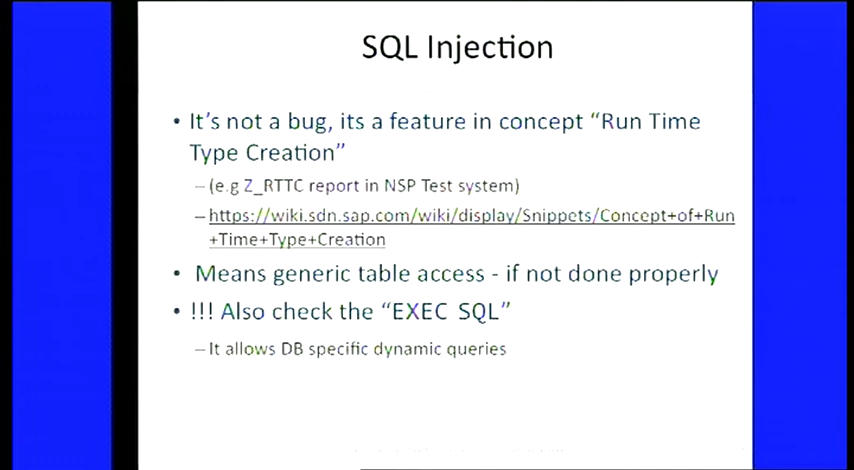 SQL Injection
• It's not a bug, its a feature in concept “Run Time
Type Creation”
– (e.g Z_RTTC report in NSP Test system)
– https://wiki.sdn.sap.com/wiki/display/Snippets/Concept+of+Run
+Time+Type+Creation
• Means generic table access - if not done properly
• !!! Also check the “EXEC SQL”
– It allows DB specific dynamic queries